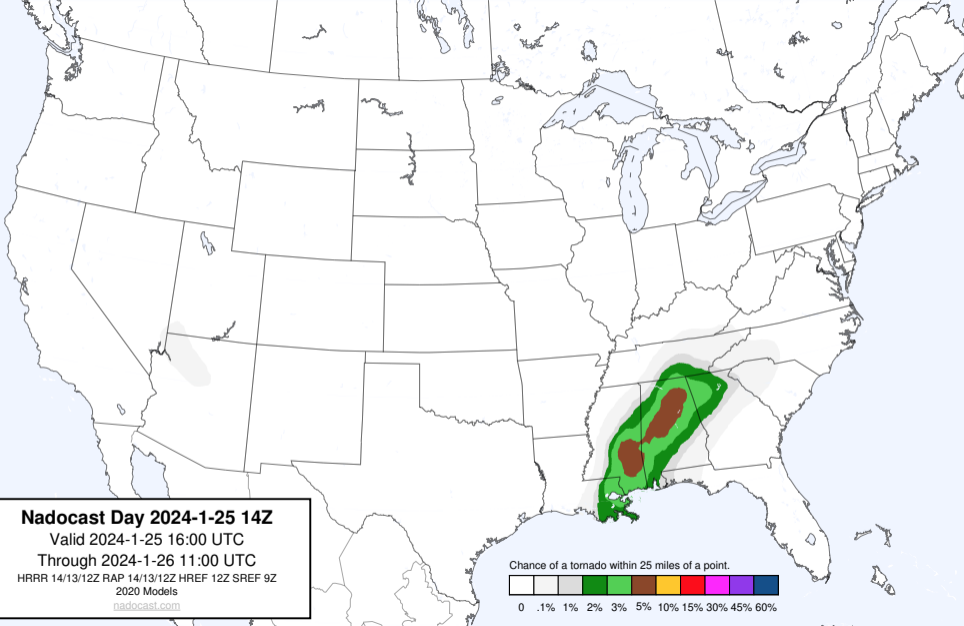 Nadocast Day 2024-1-25 14Z
Valid 2024-1-25 16:00 UTC
Through 2024-1-26 11:00 UTC
HRRR 14/13/12Z RAP 14/13/12Z HREF 12Z SREF 9Z
2020 Models
nadocast.com
Chance of a tornado within 25 miles of a point.
0 .1% 1% 2% 3% 5% 10% 15% 30% 45% 60%